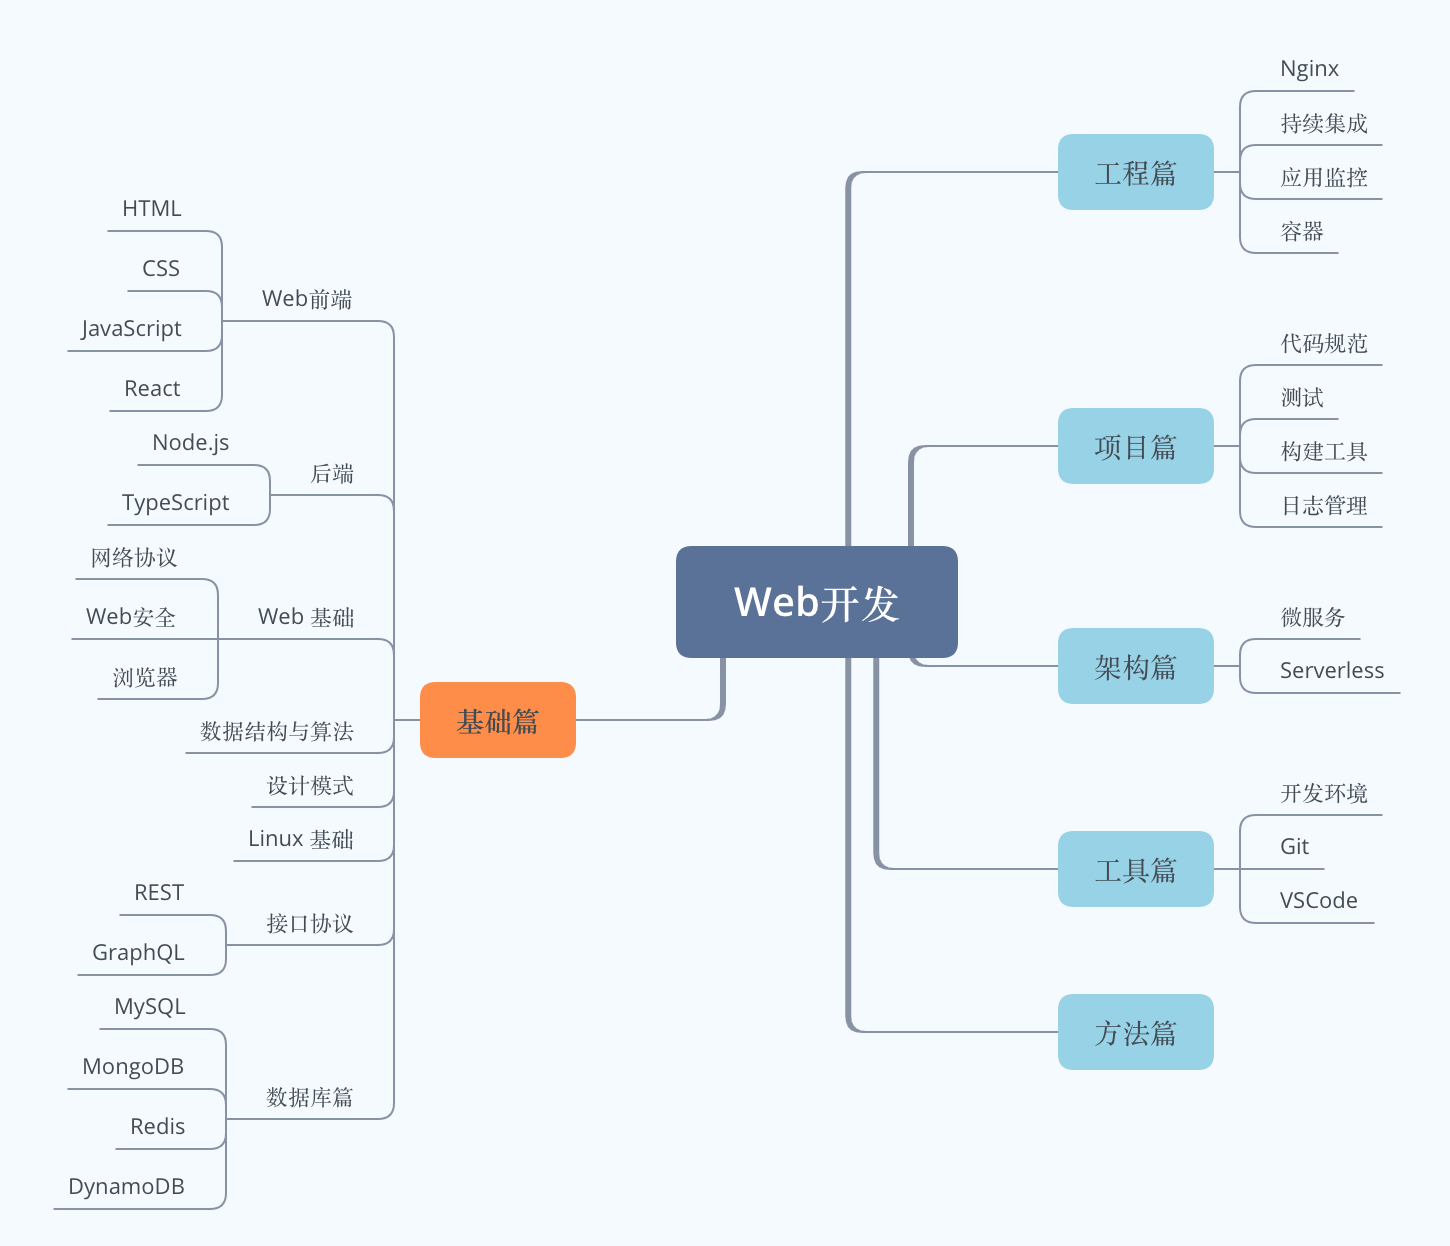 Web开发
工程篇
Nginx
持续集成
应用监控
容器
项目篇
代码规范
测试
构建工具
日志管理
架构篇
微服务
Serverless
工具篇
开发环境
Git
VSCode
方法篇
基础篇
Web前端
HTML
CSS
JavaScript
React
后端
Node.js
TypeScript
Web 基础
网络协议
Web安全
浏览器
数据结构与算法
设计模式
Linux 基础
接口协议
REST
GraphQL
数据库篇
MySQL
MongoDB
Redis
DynamoDB